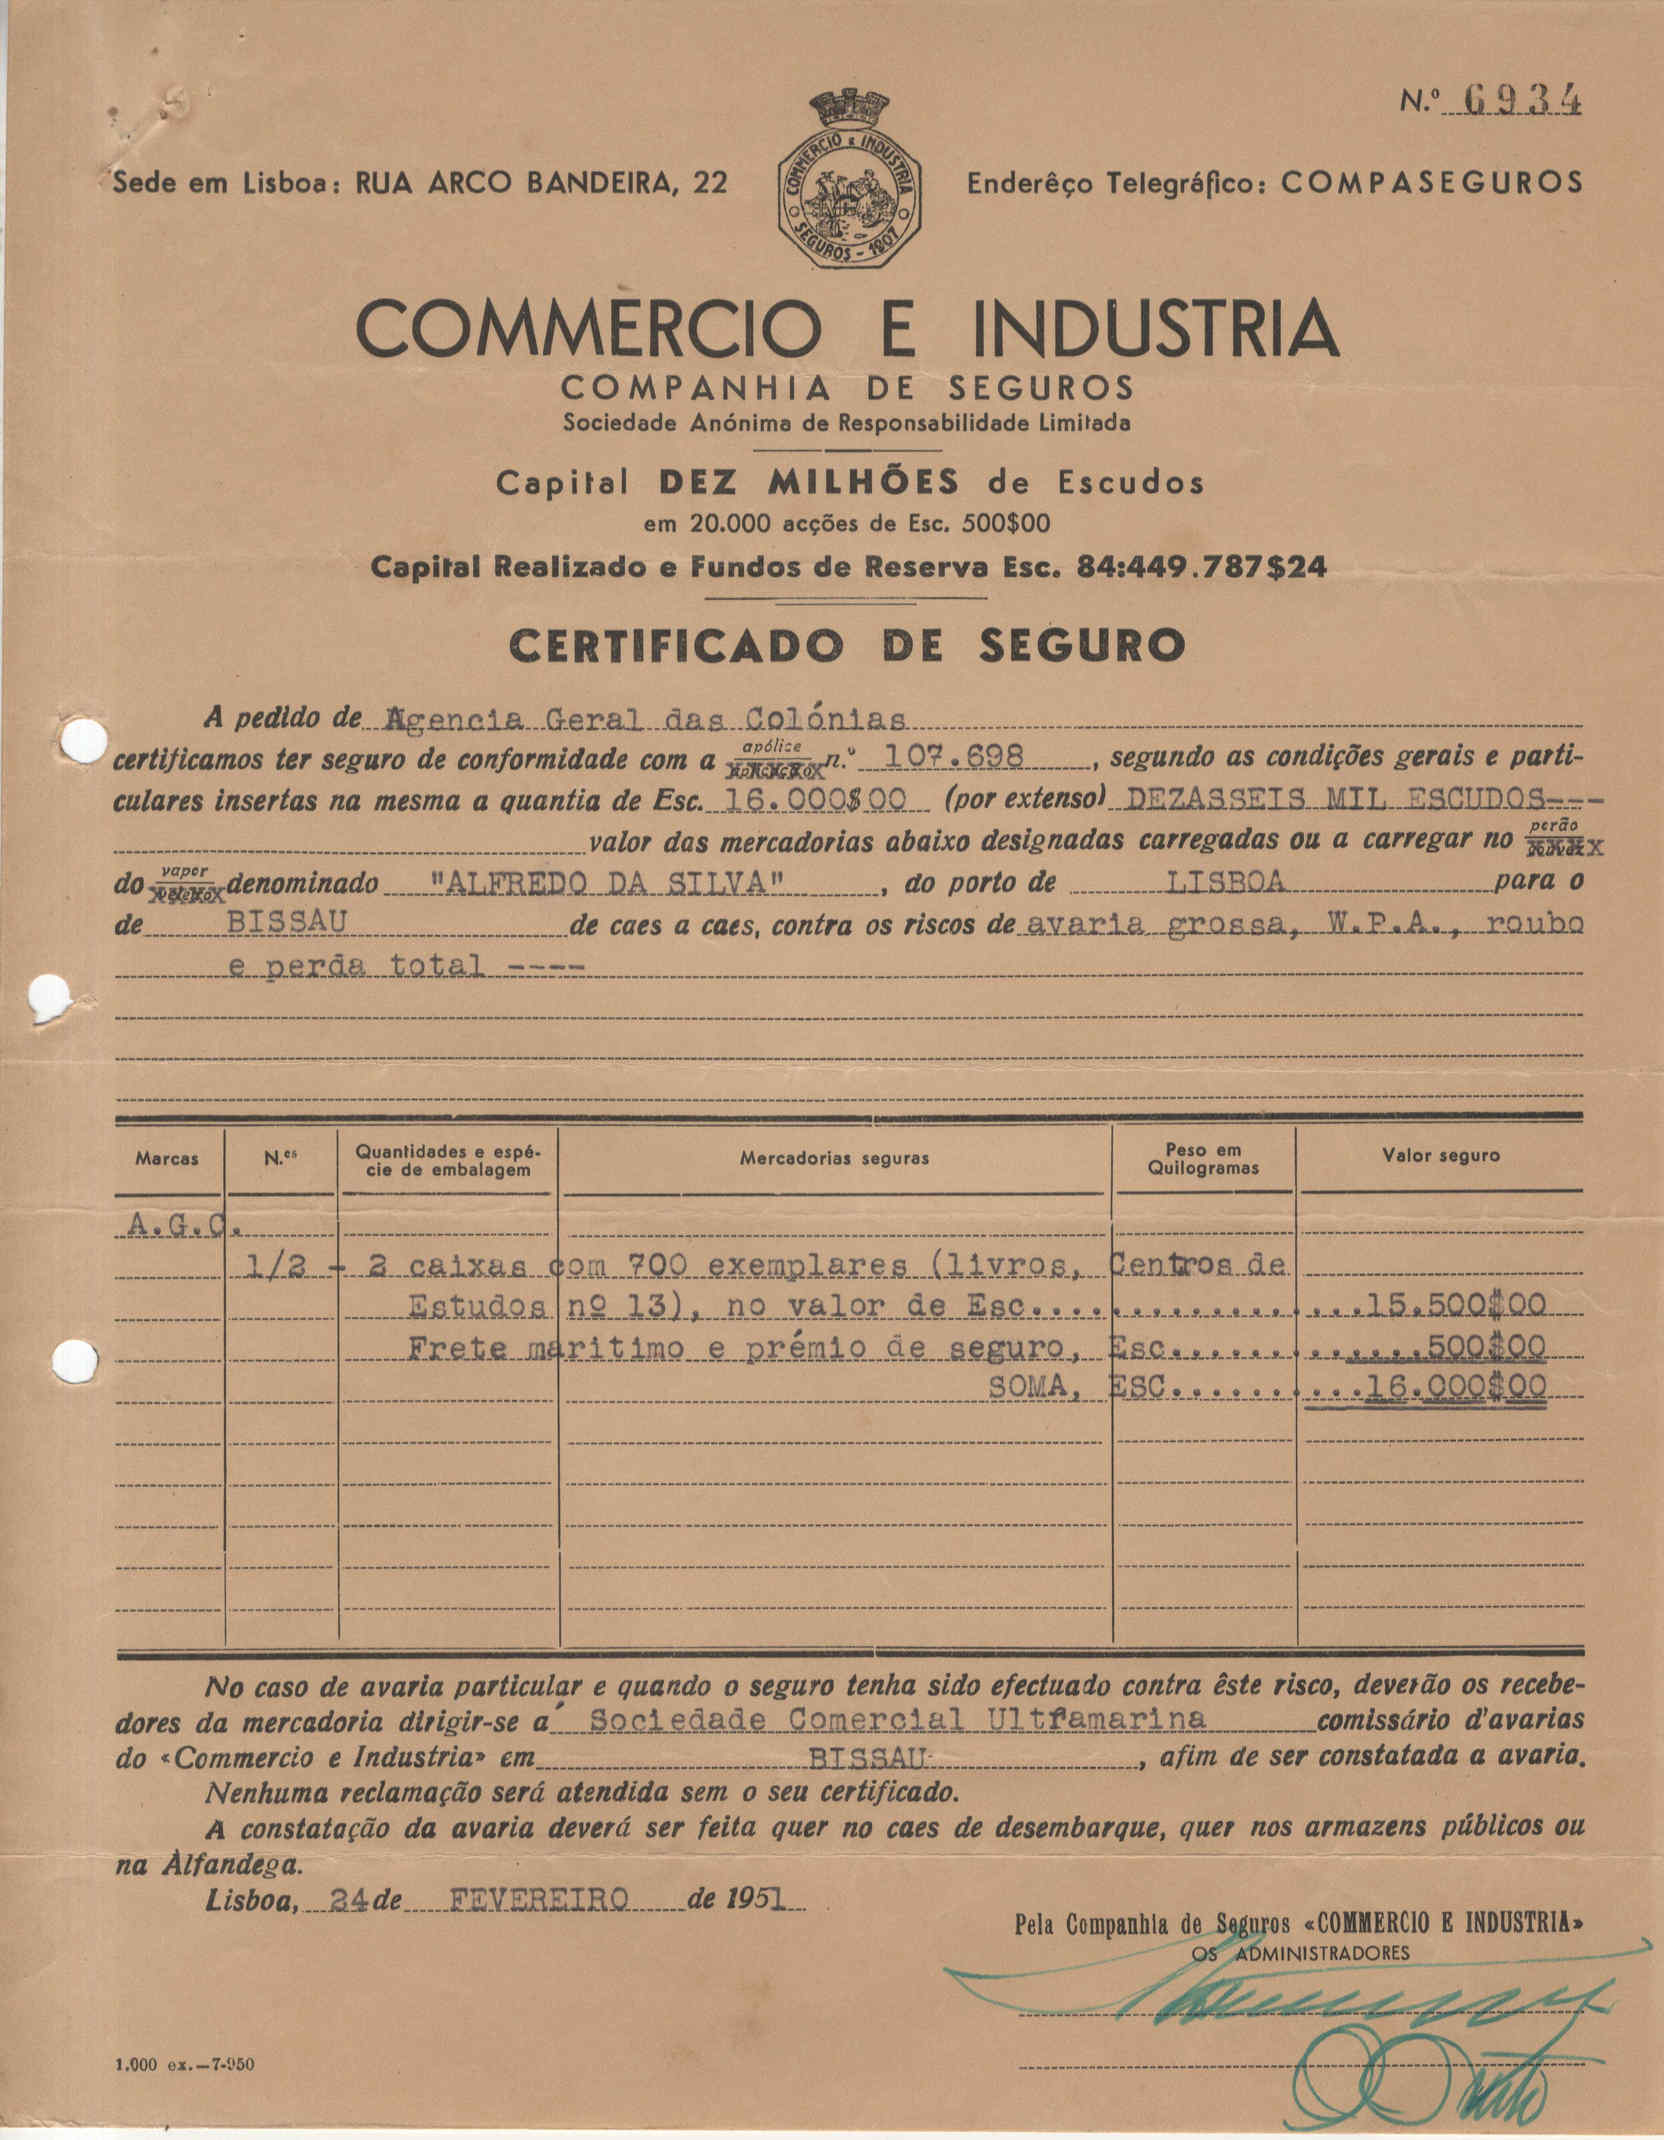 N.º 6934
COMMERCIO E INDUSTRIA
SEGUROS - 1907
Sede em Lisboa: RUA ARCO BANDEIRA, 22
Enderêço Telegráfico: COMPASEGUROS
COMMERCIO E INDUSTRIA
COMPANHIA DE SEGUROS
Sociedade Anónima de Responsabilidade Limitada
Capital DEZ MILHÕES de Escudos
em 20.000 acções de Esc. 500$00
Capital Realizado e Fundos de Reserva Esc. 84:449.787$24
CERTIFICADO DE SEGURO
A pedido de Agencia Geral das Colónias
certificamos ter seguro de conformidade com a apólice n.º 107.698, segundo as condições gerais e parti-
culares insertas na mesma a quantia de Esc. 16.000$00 (por extenso) DEZASSEIS MIL ESCUDOS---
valor das mercadorias abaixo designadas carregadas ou a carregar no porão
do vapor denominado "ALFREDO DA SILVA", do porto de LISBOA para o
de BISSAU de caes a caes, contra os riscos de avaria grossa, W.P.A., roubo
e perda total ----
Marcas N.os Quantidades e espé-cie de embalagem Mercadorias seguras Peso em Quilogramas Valor seguro
A.G.C.
1/2 - 2 caixas com 700 exemplares (livros, Centros de
Estudos nº 13), no valor de Esc.................15.500$00
Frete maritimo e prémio de seguro, Esc.............500$00
SOMA, ESC..........16.000$00
No caso de avaria particular e quando o seguro tenha sido efectuado contra êste risco, deverão os recebe-
dores da mercadoria dirigir-se á Sociedade Comercial Ultramarina comissário d'avarias
do «Commercio e Industria» em BISSAU, afim de ser constatada a avaria.
Nenhuma reclamação será atendida sem o seu certificado.
A constatação da avaria deverá ser feita quer no caes de desembarque, quer nos armazens públicos ou
na Alfandega.
Lisboa, 24 de FEVEREIRO de 1951
Pela Companhia de Seguros «COMMERCIO E INDUSTRIA»
OS ADMINISTRADORES
1.000 ex.—7-950